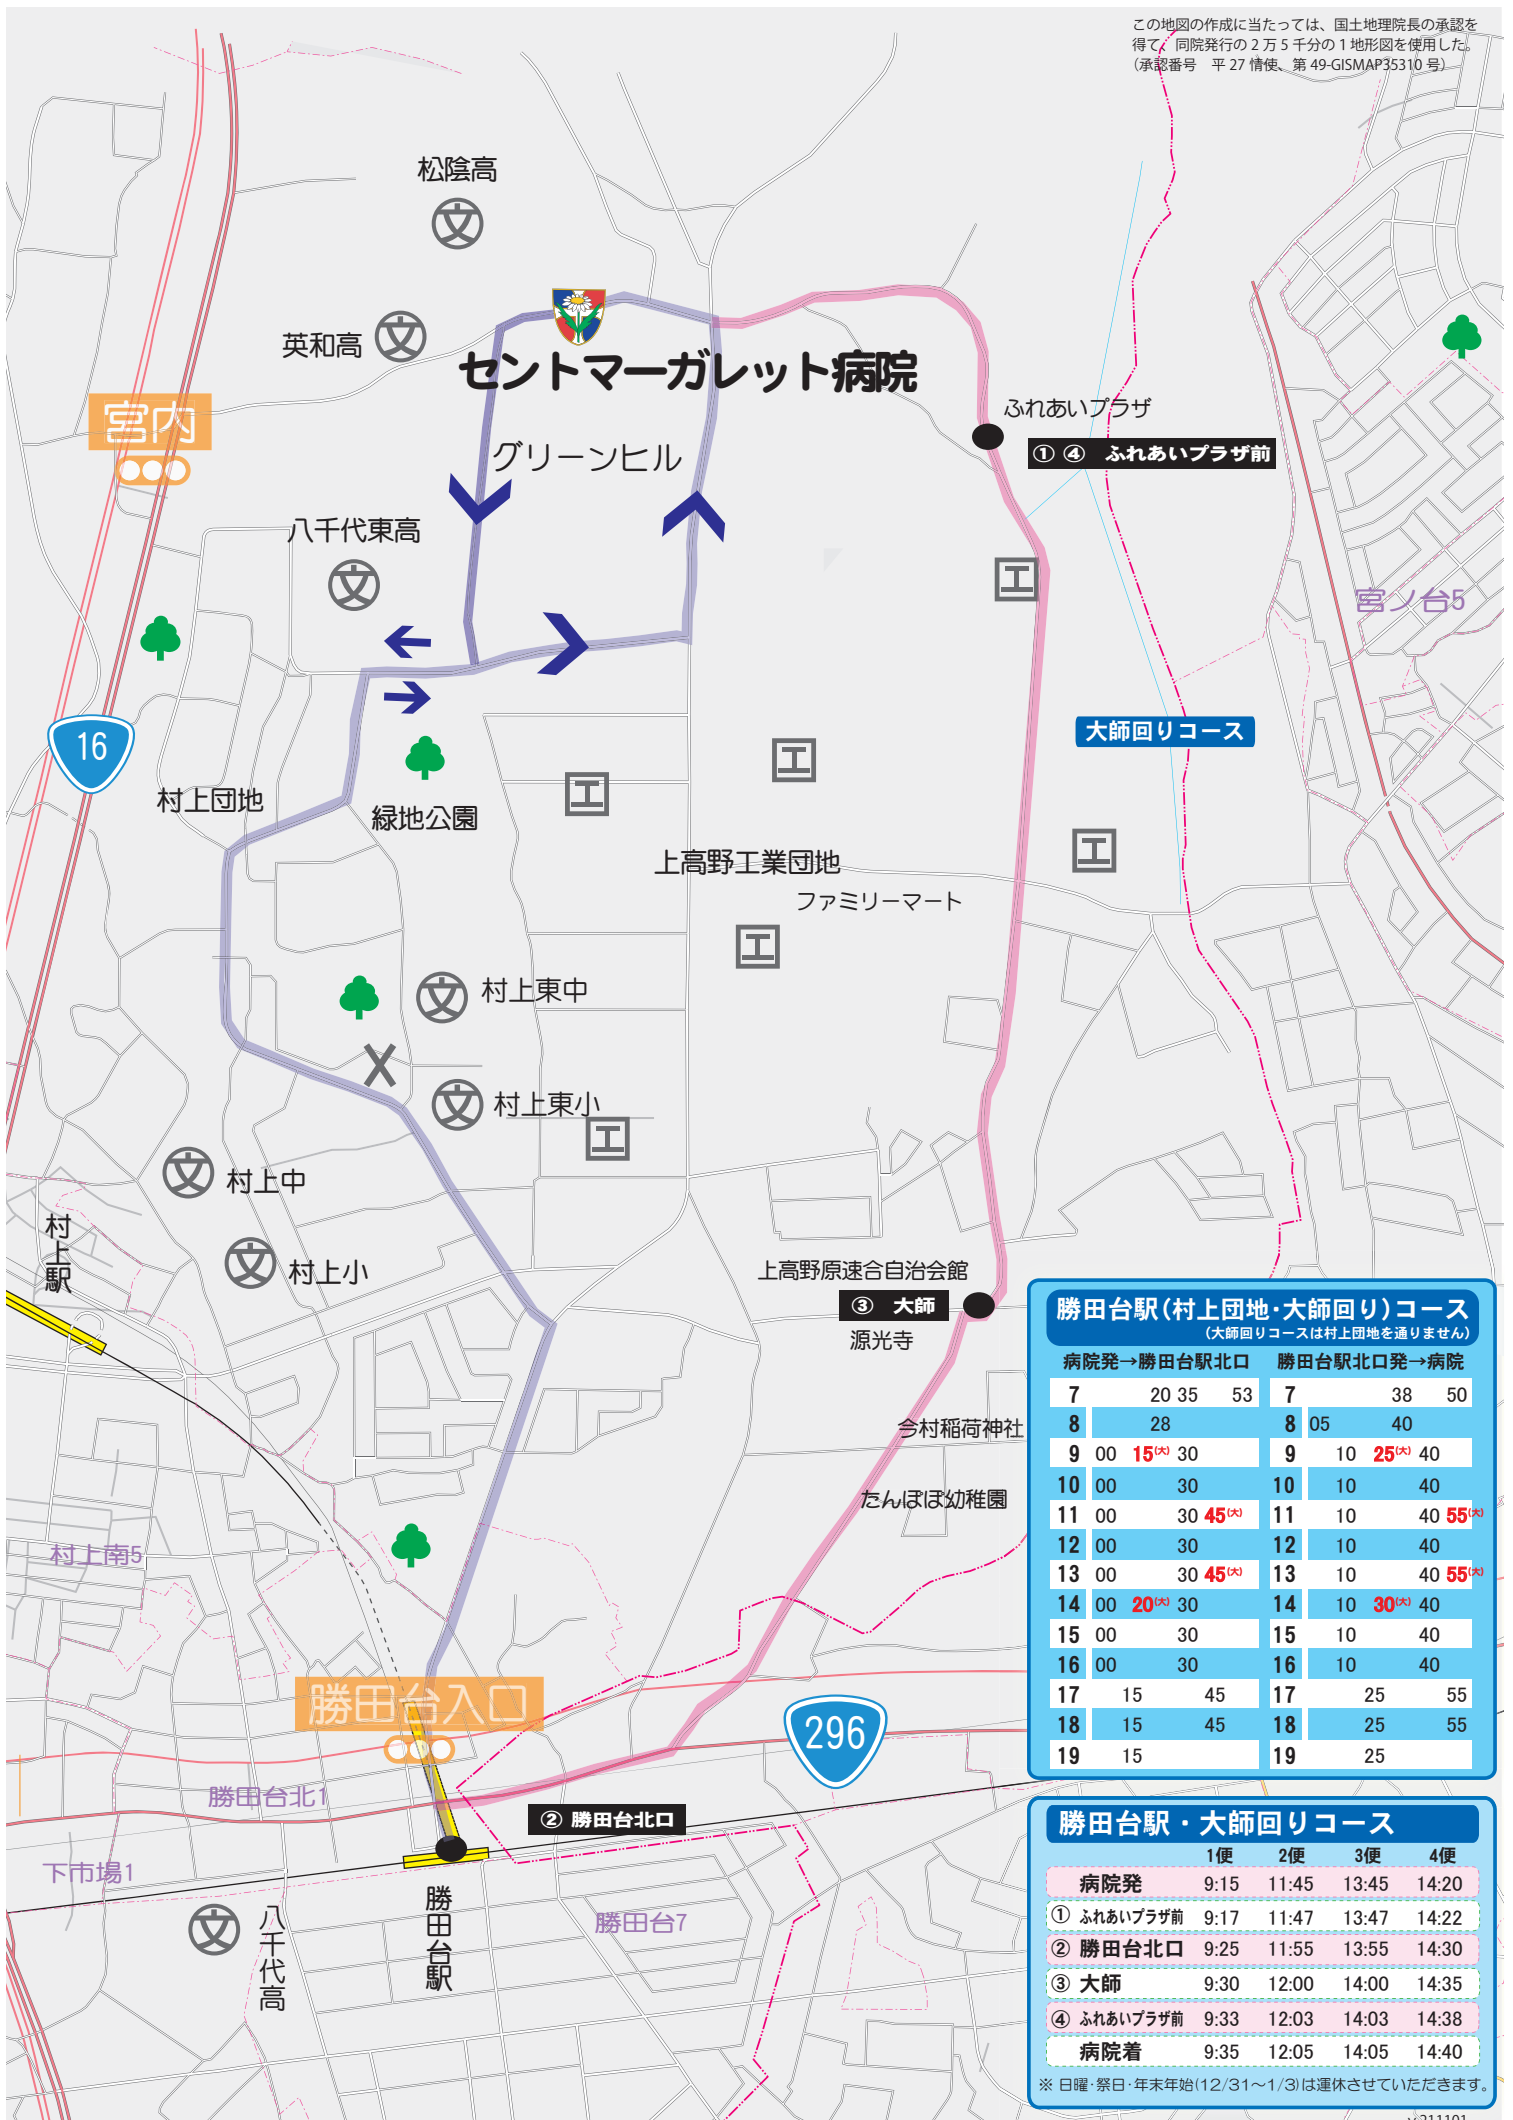 この地図の作成に当たっては、国土地理院長の承認を
得て、同院発行の2万5千分の1地形図を使用した。
(承認番号　平27情使、第49-GISMAP35310号)
松陰高
文
英和高
文
セントマーガレット病院
宮内
グリーンヒル
ふれあいプラザ
① ④　ふれあいプラザ前
八千代東高
文
工
宮ノ台5
16
大師回りコース
村上団地
緑地公園
工
工
工
上高野工業団地
ファミリーマート
工
文
村上東中
文
村上東小
工
文
村上中
村上駅
文
村上小
上高野原速合自治会館
③　大師
源光寺
今村稲荷神社
たんぽぽ幼稚園
村上南5
勝田台入口
296
勝田台北1
② 勝田台北口
下市場1
文
八千代高
勝田台駅
勝田台7
勝田台駅(村上団地･大師回り)コース
(大師回りコースは村上団地を通りません)
病院発→勝田台駅北口　勝田台駅北口発→病院
7 20 35 53　7 38 50
8 28　8 05 40
9 00 15(大) 30　9 10 25(大) 40
10 00 30　10 10 40
11 00 30 45(大)　11 10 40 55(大)
12 00 30　12 10 40
13 00 30 45(大)　13 10 40 55(大)
14 00 20(大) 30　14 10 30(大) 40
15 00 30　15 10 40
16 00 30　16 10 40
17 15 45　17 25 55
18 15 45　18 25 55
19 15　19 25
勝田台駅・大師回りコース
1便 2便 3便 4便
病院発 9:15 11:45 13:45 14:20
① ふれあいプラザ前 9:17 11:47 13:47 14:22
② 勝田台北口 9:25 11:55 13:55 14:30
③ 大師 9:30 12:00 14:00 14:35
④ ふれあいプラザ前 9:33 12:03 14:03 14:38
病院着 9:35 12:05 14:05 14:40
※ 日曜･祭日･年末年始(12/31～1/3)は運休させていただきます。